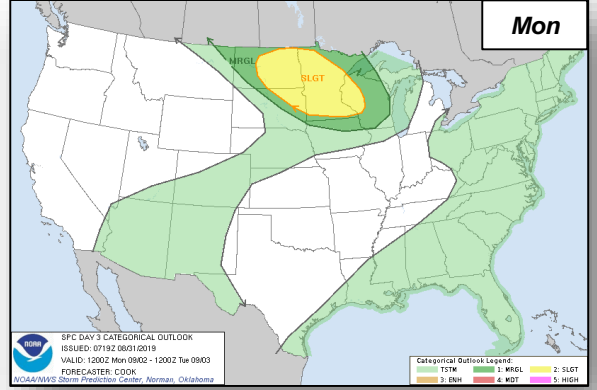 Mon
MRGL
SLGT
NOAA
SPC DAY 3 CATEGORICAL OUTLOOK
ISSUED: 0719Z 08/31/2019
VALID: 1200Z Mon 09/02 - 1200Z Tue 09/03
FORECASTER: COOK
NOAA/NWS Storm Prediction Center, Norman, Oklahoma
Categorical Outlook Legend:
TSTM 1: MRGL 2: SLGT
3: ENH 4: MDT 5: HIGH